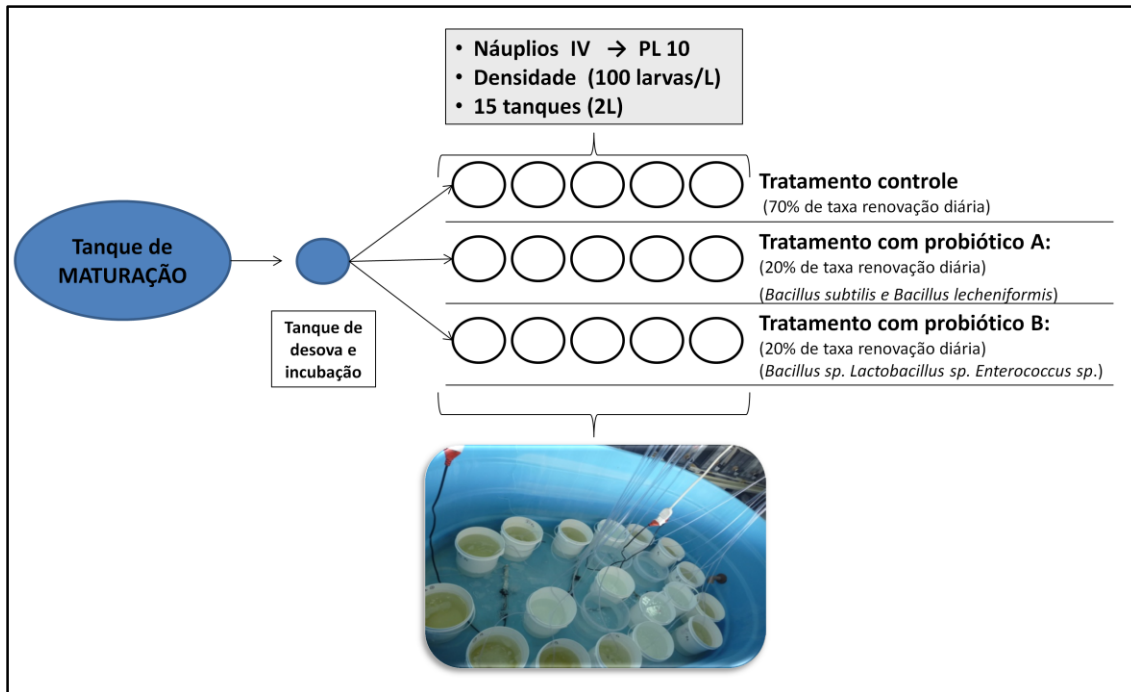 • Náuplios IV → PL 10
• Densidade (100 larvas/L)
• 15 tanques (2L)
Tanque de
MATURAÇÃO
Tanque de
desova e
incubação
Tratamento controle
(70% de taxa renovação diária)
Tratamento com probiótico A:
(20% de taxa renovação diária)
(Bacillus subtilis e Bacillus lecheniformis)
Tratamento com probiótico B:
(20% de taxa renovação diária)
(Bacillus sp. Lactobacillus sp. Enterococcus sp.)